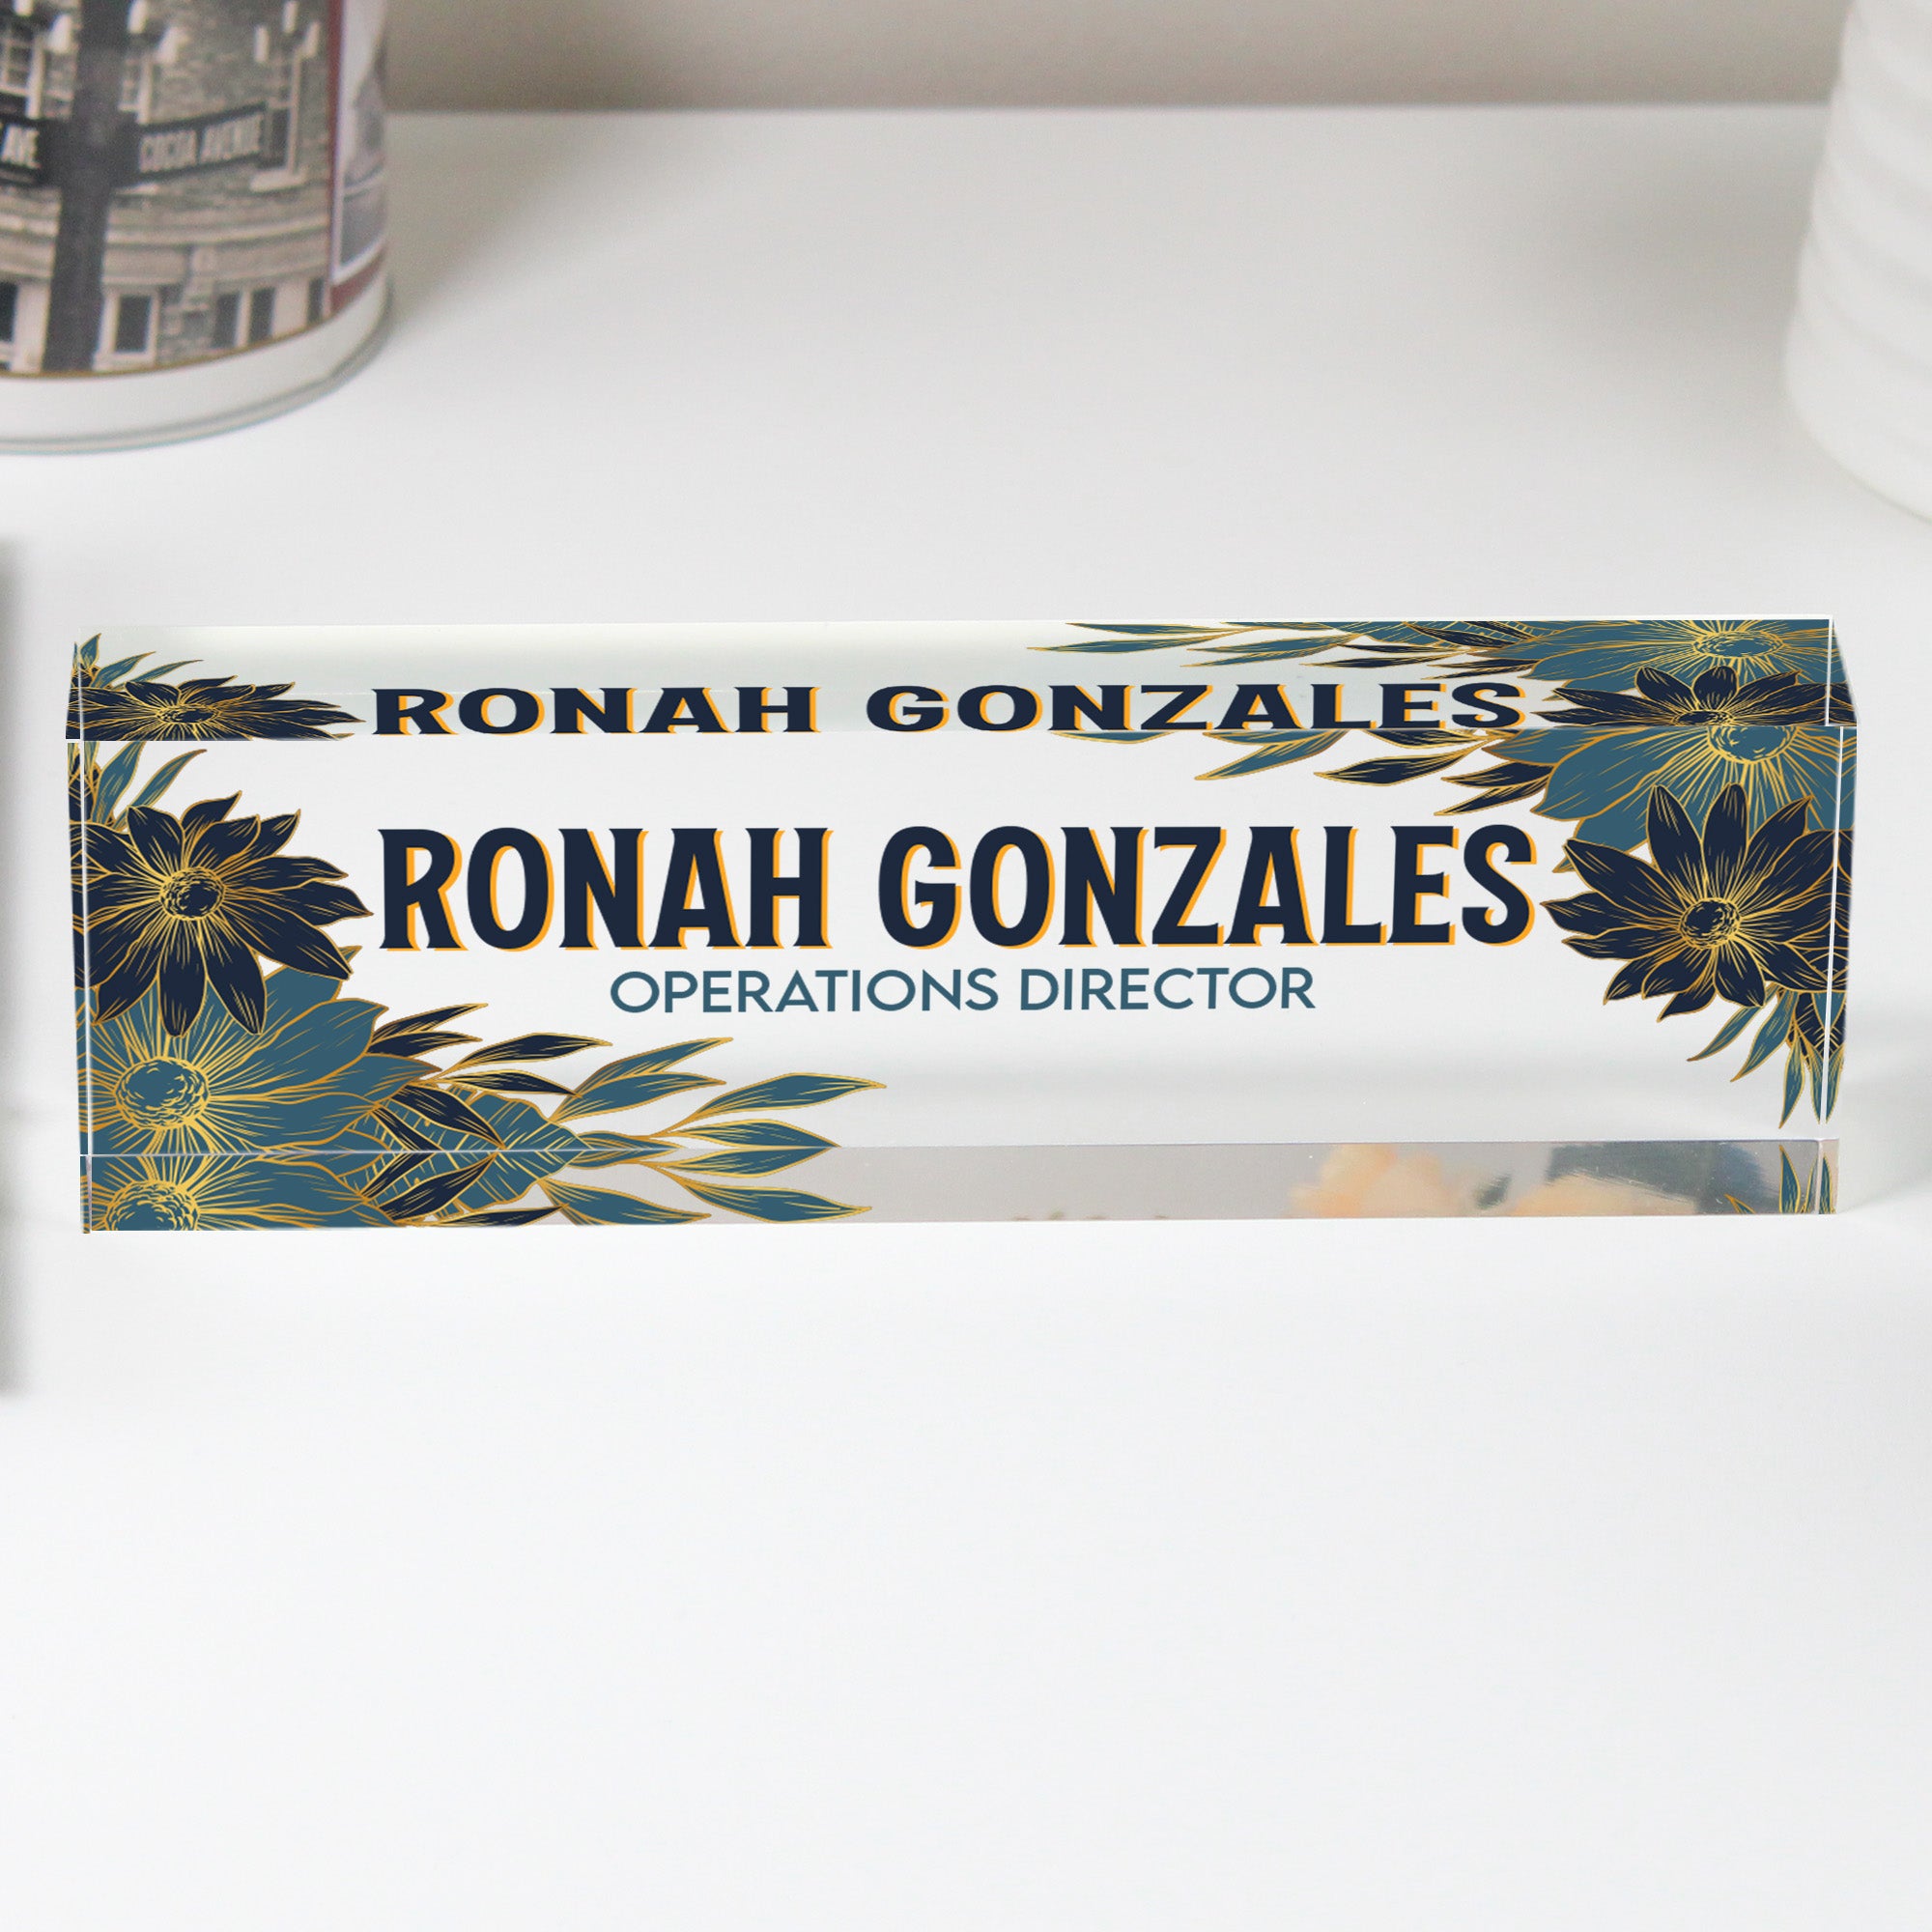 AVE.
COCOA AVENUE
RONAH GONZALES
RONAH GONZALES
OPERATIONS DIRECTOR